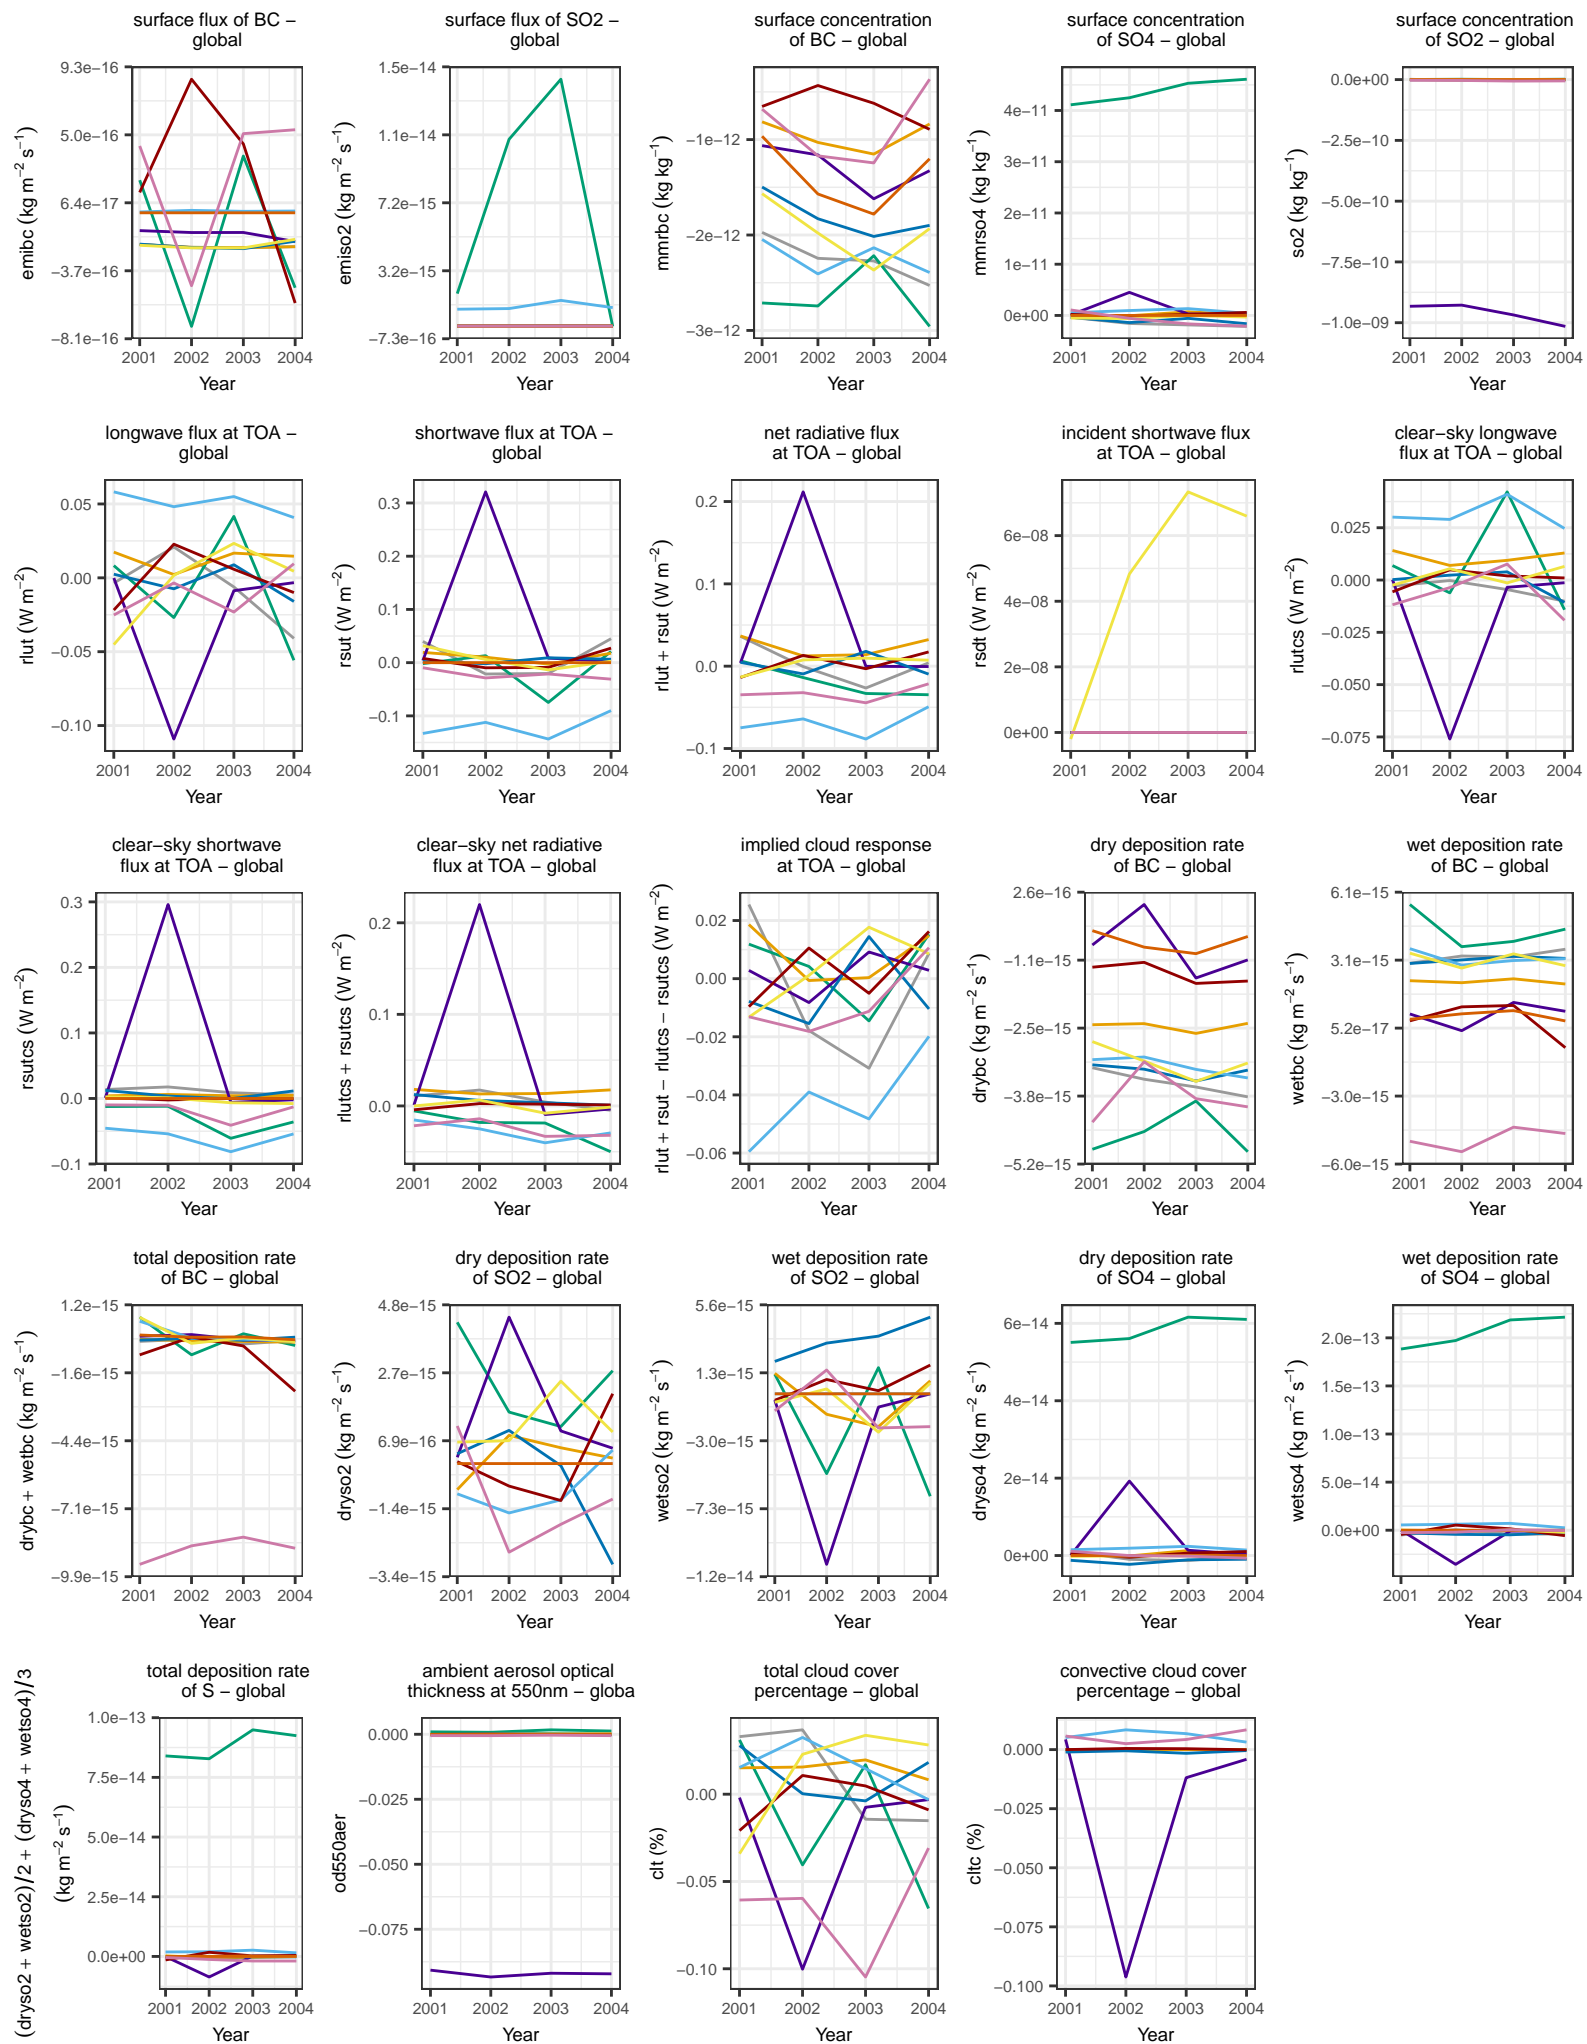 surface flux of BC –
global
9.3e−16
5.0e−16
6.4e−17
−3.7e−16
−8.1e−16
emibc (kg m−2 s−1)
2001 2002 2003 2004
Year
surface flux of SO2 –
global
1.5e−14
1.1e−14
7.2e−15
3.2e−15
−7.3e−16
emiso2 (kg m−2 s−1)
2001 2002 2003 2004
Year
surface concentration
of BC – global
−1e−12
−2e−12
−3e−12
mmrbc (kg kg−1)
2001 2002 2003 2004
Year
surface concentration
of SO4 – global
4e−11
3e−11
2e−11
1e−11
0e+00
mmrso4 (kg kg−1)
2001 2002 2003 2004
Year
surface concentration
of SO2 – global
0.0e+00
−2.5e−10
−5.0e−10
−7.5e−10
−1.0e−09
so2 (kg kg−1)
2001 2002 2003 2004
Year
longwave flux at TOA –
global
0.05
0.00
−0.05
−0.10
rlut (W m−2)
2001 2002 2003 2004
Year
shortwave flux at TOA –
global
0.3
0.2
0.1
0.0
−0.1
rsut (W m−2)
2001 2002 2003 2004
Year
net radiative flux
at TOA – global
0.2
0.1
0.0
−0.1
rlut + rsut (W m−2)
2001 2002 2003 2004
Year
incident shortwave flux
at TOA – global
6e−08
4e−08
2e−08
0e+00
rsdt (W m−2)
2001 2002 2003 2004
Year
clear−sky longwave
flux at TOA – global
0.025
0.000
−0.025
−0.050
−0.075
rlutcs (W m−2)
2001 2002 2003 2004
Year
clear−sky shortwave
flux at TOA – global
0.3
0.2
0.1
0.0
−0.1
rsutcs (W m−2)
2001 2002 2003 2004
Year
clear−sky net radiative
flux at TOA – global
0.2
0.1
0.0
rlutcs + rsutcs (W m−2)
2001 2002 2003 2004
Year
implied cloud response
at TOA – global
0.02
0.00
−0.02
−0.04
−0.06
rlut + rsut − rlutcs − rsutcs (W m−2)
2001 2002 2003 2004
Year
dry deposition rate
of BC – global
2.6e−16
−1.1e−15
−2.5e−15
−3.8e−15
−5.2e−15
drybc (kg m−2 s−1)
2001 2002 2003 2004
Year
wet deposition rate
of BC – global
6.1e−15
3.1e−15
5.2e−17
−3.0e−15
−6.0e−15
wetbc (kg m−2 s−1)
2001 2002 2003 2004
Year
total deposition rate
of BC – global
1.2e−15
−1.6e−15
−4.4e−15
−7.1e−15
−9.9e−15
drybc + wetbc (kg m−2 s−1)
2001 2002 2003 2004
Year
dry deposition rate
of SO2 – global
4.8e−15
2.7e−15
6.9e−16
−1.4e−15
−3.4e−15
dryso2 (kg m−2 s−1)
2001 2002 2003 2004
Year
wet deposition rate
of SO2 – global
5.6e−15
1.3e−15
−3.0e−15
−7.3e−15
−1.2e−14
wetso2 (kg m−2 s−1)
2001 2002 2003 2004
Year
dry deposition rate
of SO4 – global
6e−14
4e−14
2e−14
0e+00
dryso4 (kg m−2 s−1)
2001 2002 2003 2004
Year
wet deposition rate
of SO4 – global
2.0e−13
1.5e−13
1.0e−13
5.0e−14
0.0e+00
wetso4 (kg m−2 s−1)
2001 2002 2003 2004
Year
total deposition rate
of S – global
1.0e−13
7.5e−14
5.0e−14
2.5e−14
0.0e+00
(dryso2 + wetso2)/2 + (dryso4 + wetso4)/3
(kg m−2 s−1)
2001 2002 2003 2004
Year
ambient aerosol optical
thickness at 550nm – globa
0.000
−0.025
−0.050
−0.075
od550aer
2001 2002 2003 2004
Year
total cloud cover
percentage – global
0.00
−0.05
−0.10
clt (%)
2001 2002 2003 2004
Year
convective cloud cover
percentage – global
0.000
−0.025
−0.050
−0.075
−0.100
cltc (%)
2001 2002 2003 2004
Year